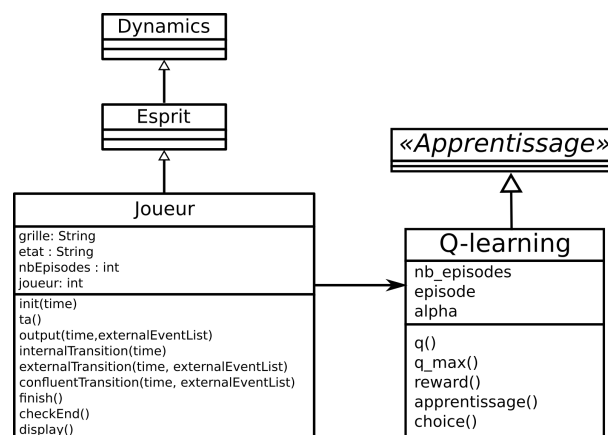 Dynamics
Esprit
Joueur
grille: String
etat : String
nbEpisodes : int
joueur: int
init(time)
ta()
output(time,externalEventList)
internalTransition(time)
externalTransition(time, externalEventList)
confluentTransition(time, externalEventList)
finish()
checkEnd()
display()
«Apprentissage»
Q-learning
nb_episodes
episode
alpha
q()
q_max()
reward()
apprentissage()
choice()